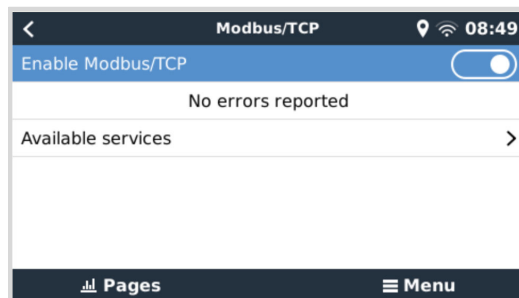 Modbus/TCP 08:49
Enable Modbus/TCP
No errors reported
Available services
Pages Menu